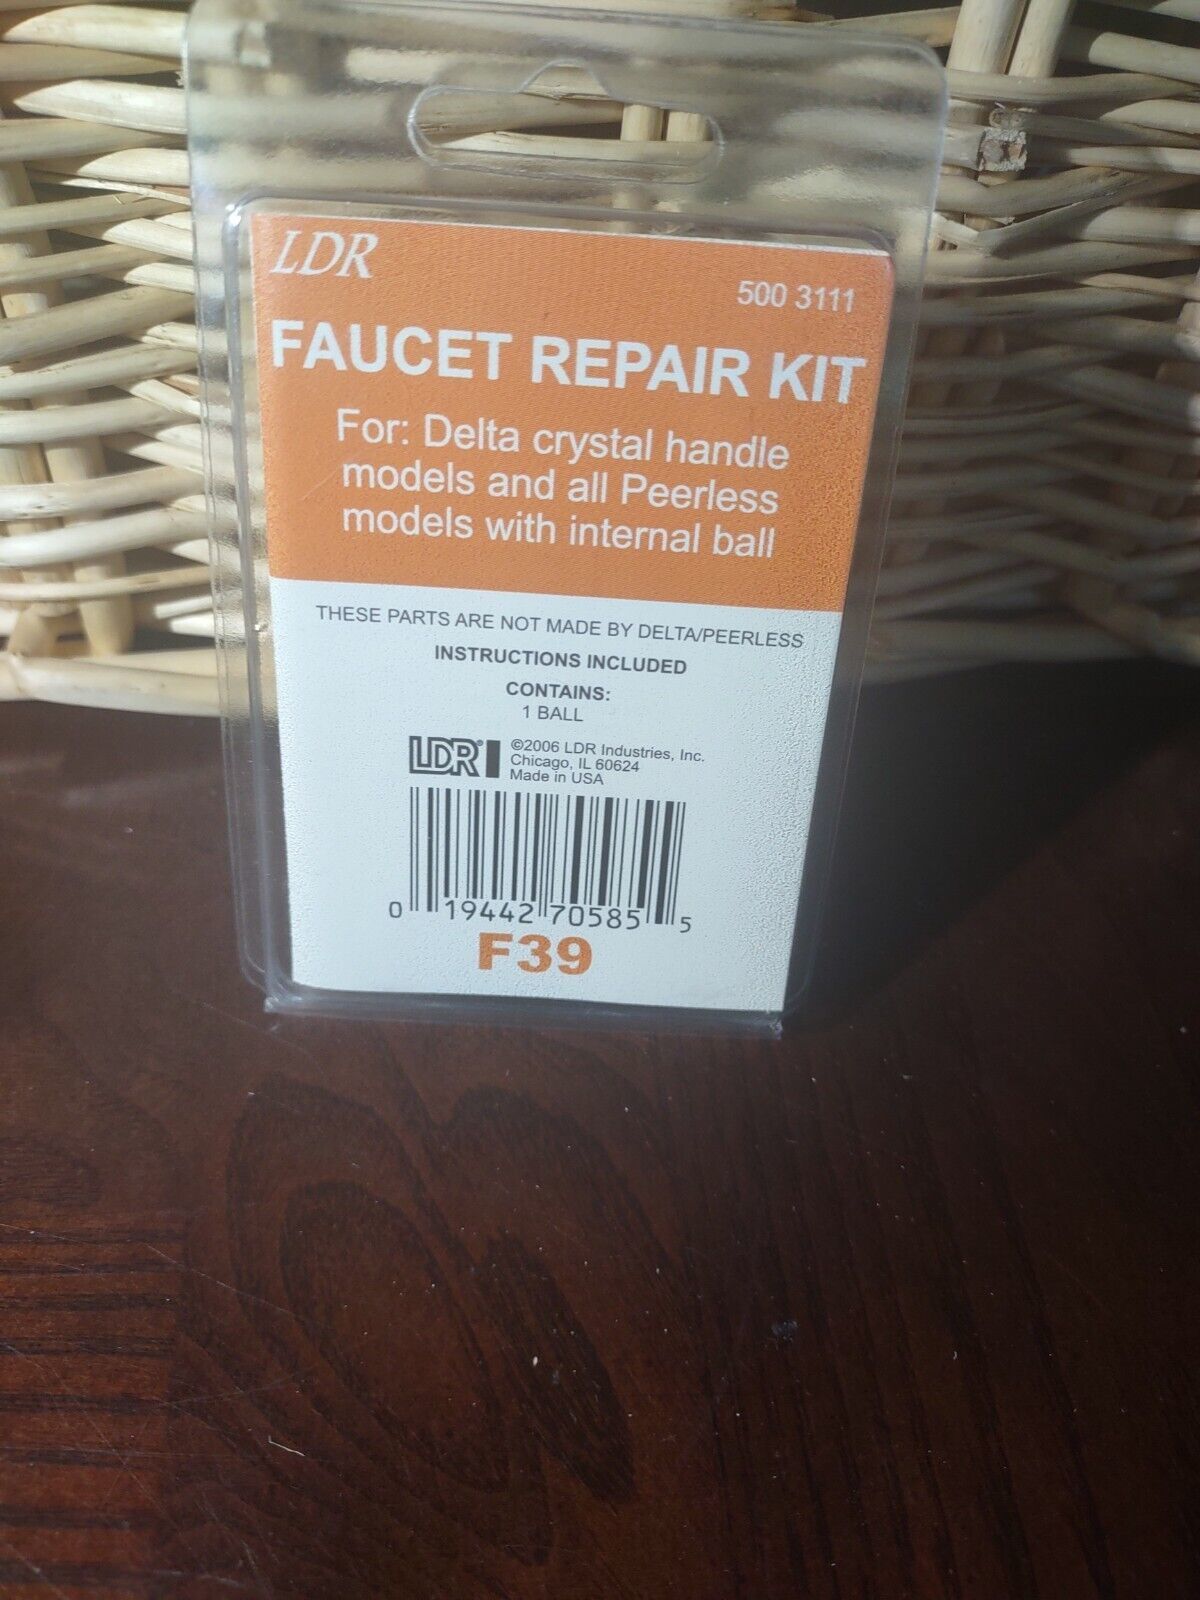 LDR
500 3111
FAUCET REPAIR KIT
For: Delta crystal handle
models and all Peerless
models with internal ball
THESE PARTS ARE NOT MADE BY DELTA/PEERLESS
INSTRUCTIONS INCLUDED
CONTAINS:
1 BALL
LDR®
©2006 LDR Industries, Inc.
Chicago, IL 60624
Made in USA
0 19442 70585 5
F39